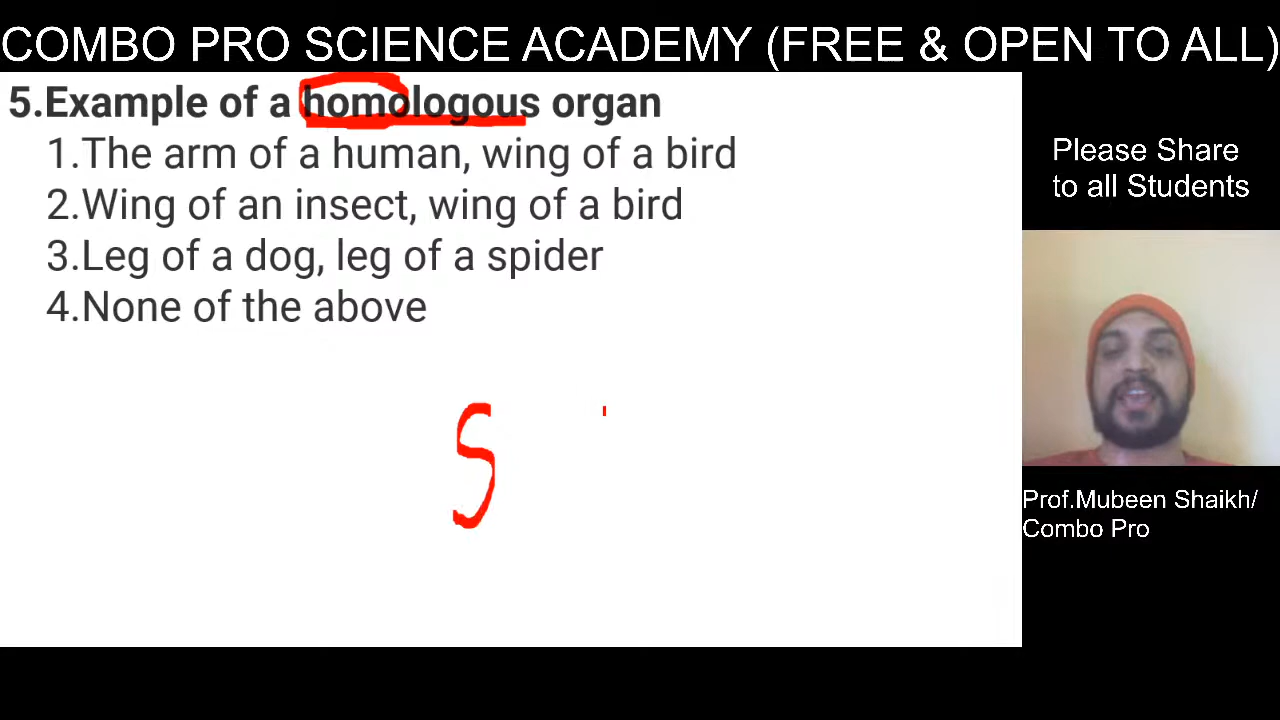 COMBO PRO SCIENCE ACADEMY (FREE & OPEN TO ALL)
5.Example of a homologous organ
1.The arm of a human, wing of a bird
2.Wing of an insect, wing of a bird
3.Leg of a dog, leg of a spider
4.None of the above
S
Please Share
to all Students
Prof.Mubeen Shaikh/
Combo Pro